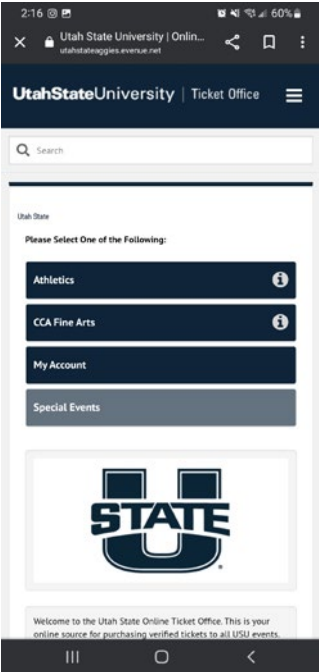 2:16 60%
Utah State University | Onlin...
utahstateaggies.evenue.net
UtahStateUniversity | Ticket Office
Search
Utah State
Please Select One of the Following:
Athletics
CCA Fine Arts
My Account
Special Events
U STATE
Welcome to the Utah State Online Ticket Office. This is your
online source for purchasing verified tickets to all USU events.